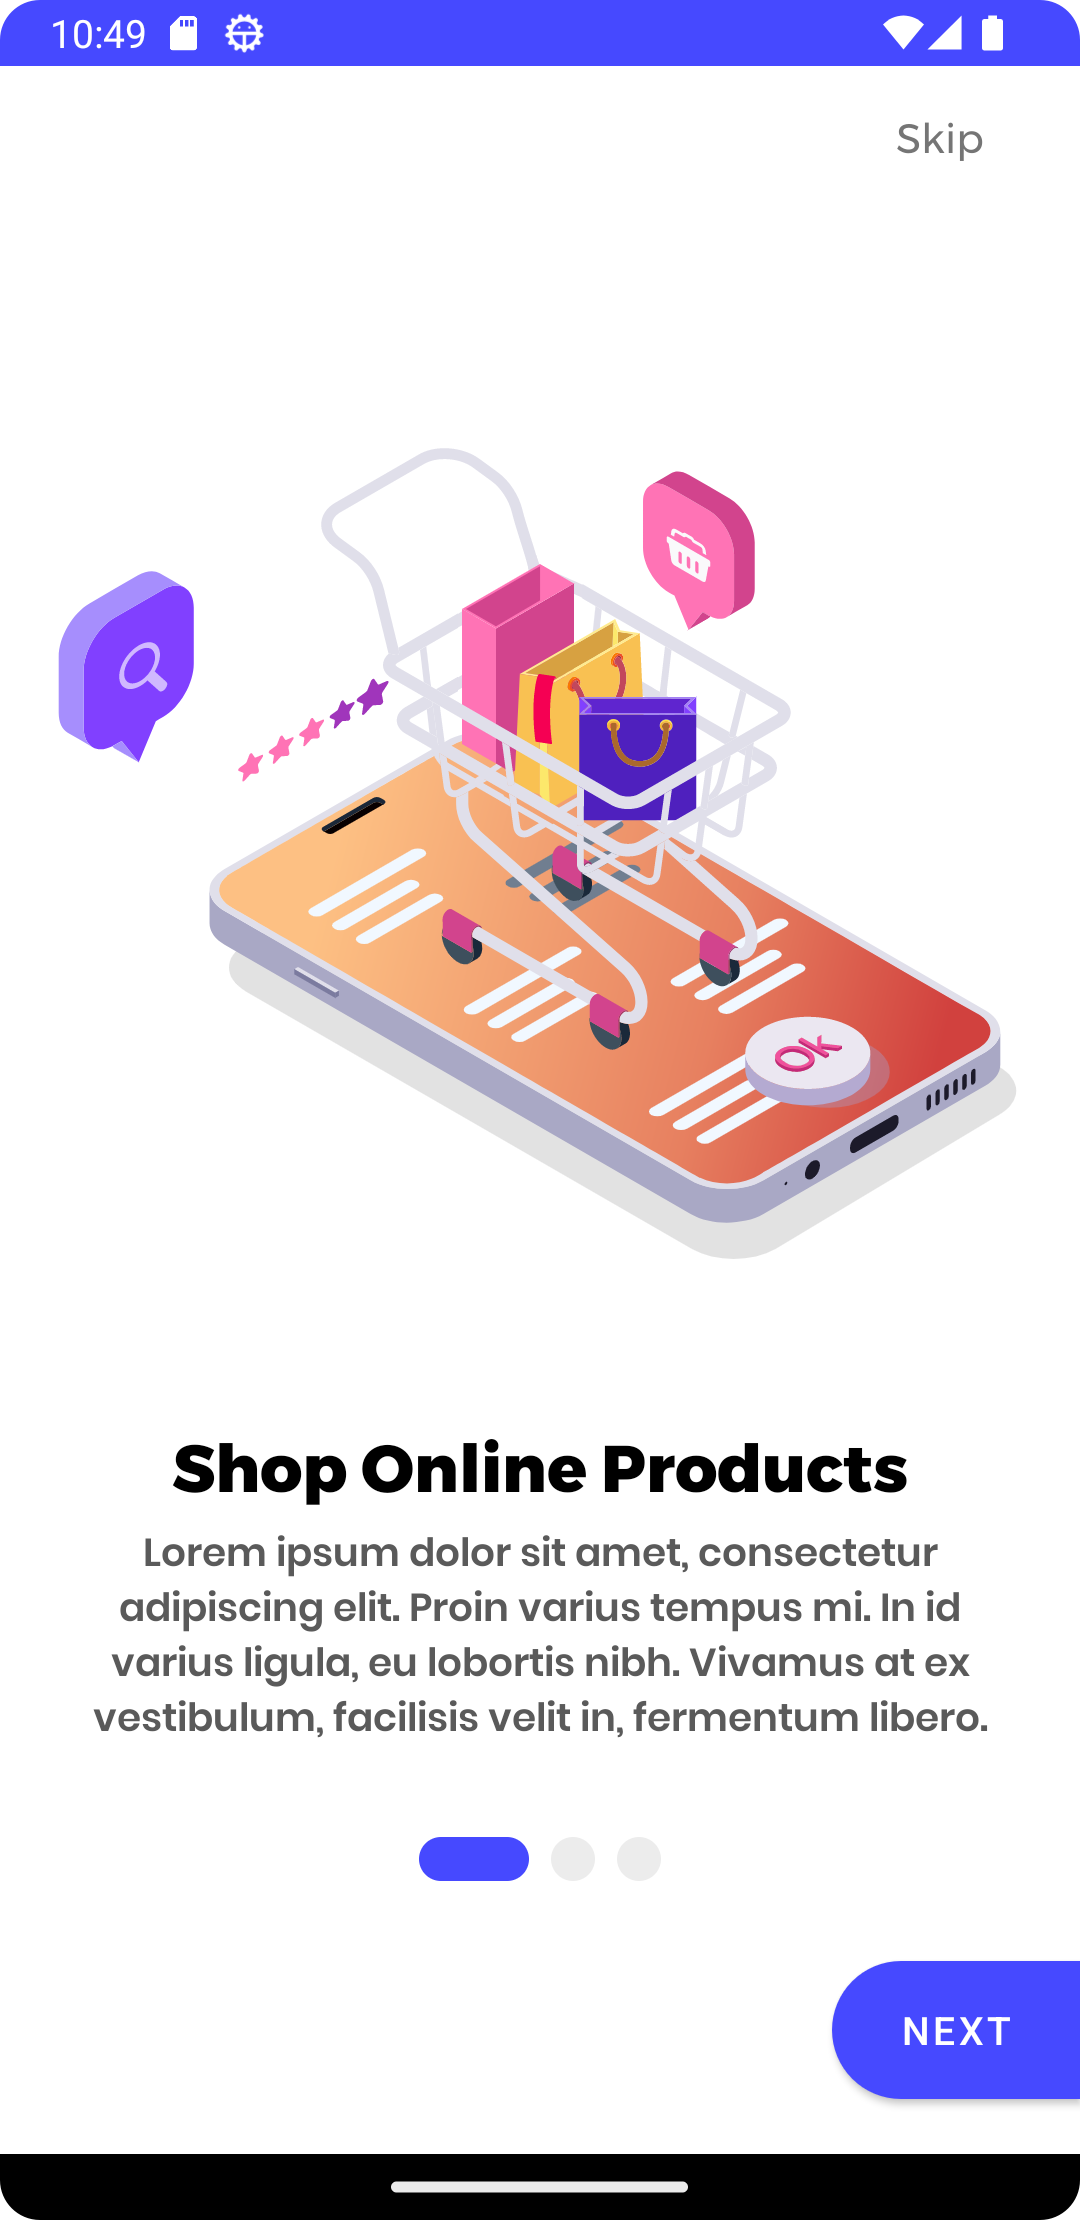 10:49
Skip
Ok
Shop Online Products
Lorem ipsum dolor sit amet, consectetur
adipiscing elit. Proin varius tempus mi. In id
varius ligula, eu lobortis nibh. Vivamus at ex
vestibulum, facilisis velit in, fermentum libero.
NEXT